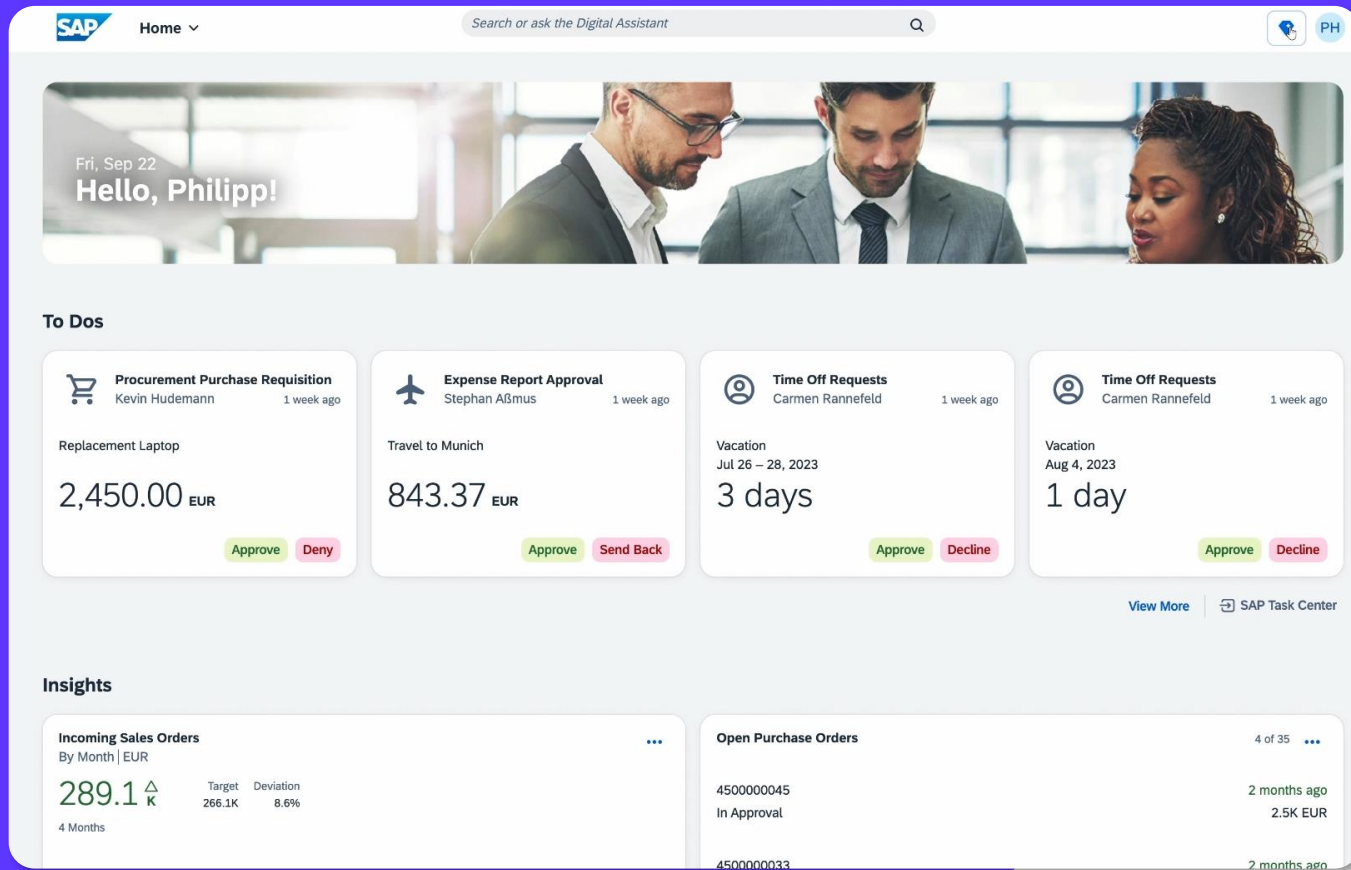 SAP
Home
Search or ask the Digital Assistant
PH
Fri, Sep 22
Hello, Philipp!
To Dos
Procurement Purchase Requisition
Kevin Hudemann 1 week ago
Replacement Laptop
2,450.00 EUR
Approve Deny
Expense Report Approval
Stephan Aßmus 1 week ago
Travel to Munich
843.37 EUR
Approve Send Back
Time Off Requests
Carmen Rannefeld 1 week ago
Vacation
Jul 26 – 28, 2023
3 days
Approve Decline
Time Off Requests
Carmen Rannefeld 1 week ago
Vacation
Aug 4, 2023
1 day
Approve Decline
View More
SAP Task Center
Insights
Incoming Sales Orders
By Month | EUR
289.1 K
Target Deviation
266.1K 8.6%
4 Months
Open Purchase Orders
4 of 35
4500000045 2 months ago
In Approval 2.5K EUR
4500000033 2 months ago